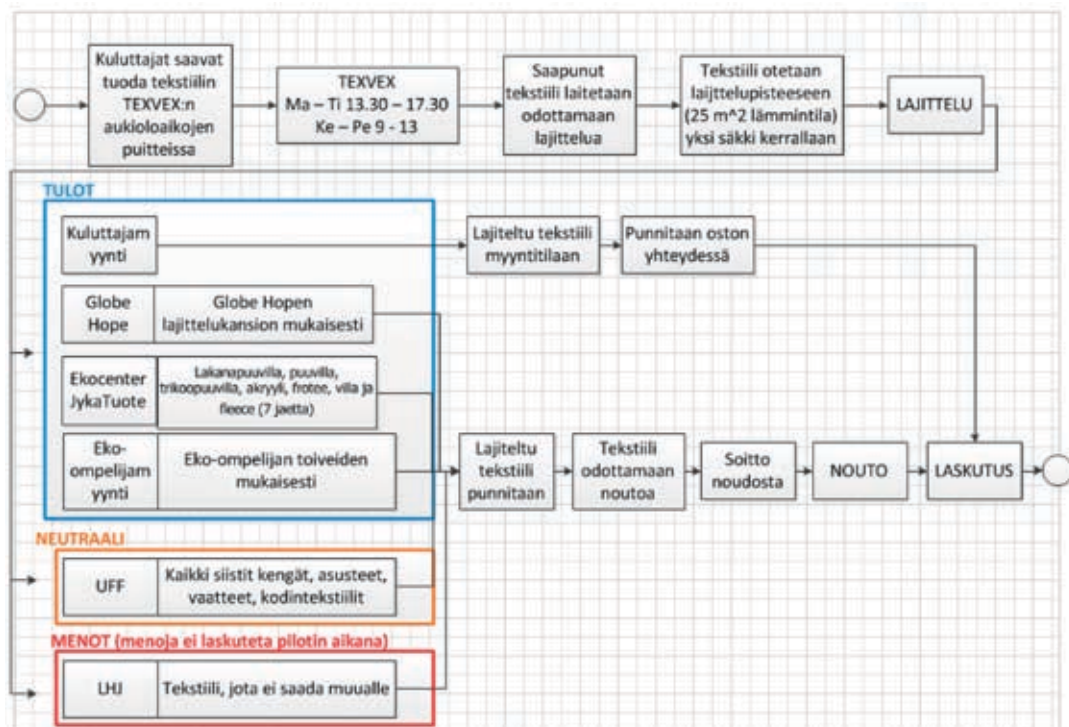 Kuluttajat saavat
tuoda tekstiilin
TEXVEX:n
aukioloaikojen
puitteissa
TEXVEX
Ma – Ti 13.30 – 17.30
Ke – Pe 9 - 13
Saapunut
tekstiili laitetaan
odottamaan
lajittelua
Tekstiili otetaan
laijttelupisteeseen
(25 m^2 lämmintila)
yksi säkki kerrallaan
LAJITTELU
TULOT
Kuluttajam
yynti
Lajiteltu tekstiili
myyntitilaan
Punnitaan oston
yhteydessä
Globe
Hope
Globe Hopen
lajittelukansion mukaisesti
Ekocenter
JykaTuote
Lakanapuuvilla, puuvilla,
trikoopuuvilla, akryyli, frotee, villa ja
fleece (7 jaetta)
Eko-
ompelijam
yynti
Eko-ompelijan toiveiden
mukaisesti
Lajiteltu
tekstiili
punnitaan
Tekstiili
odottamaan
noutoa
Soitto
noudosta
NOUTO
LASKUTUS
NEUTRAALI
UFF
Kaikki siistit kengät, asusteet,
vaatteet, kodintekstiilit
MENOT (menoja ei laskuteta pilotin aikana)
LHJ
Tekstiili, jota ei saada muualle